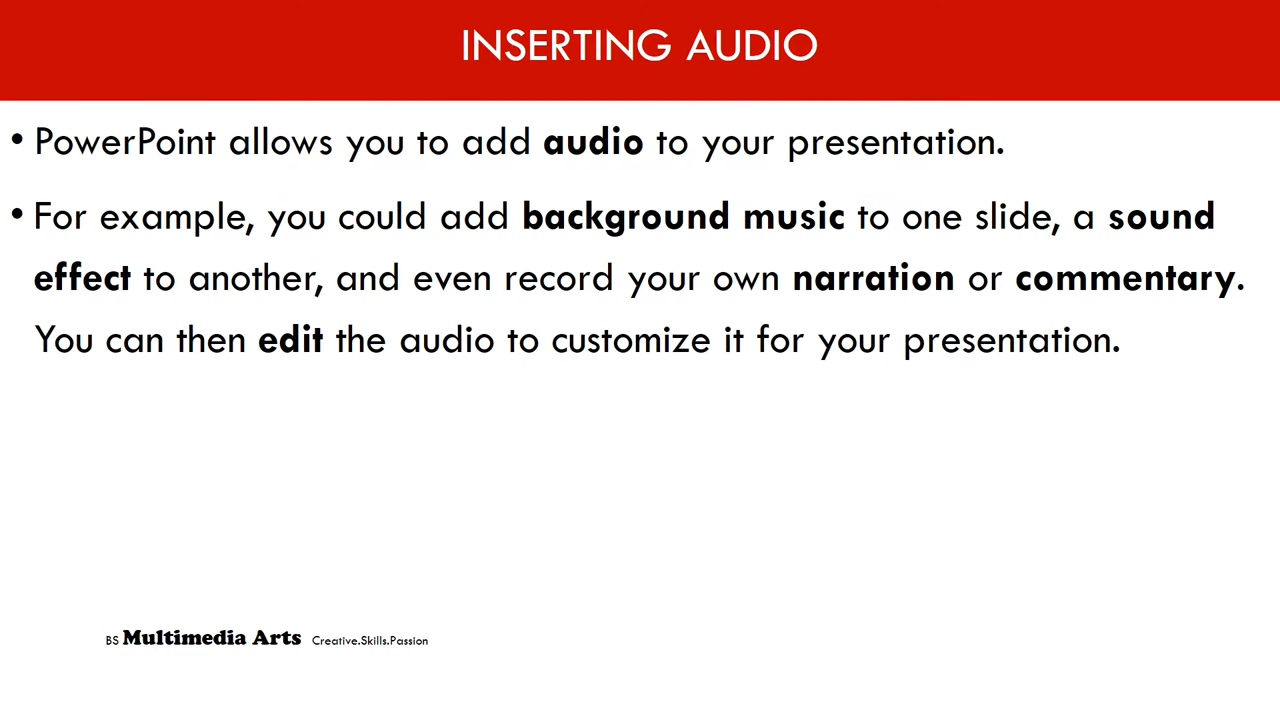 INSERTING AUDIO
• PowerPoint allows you to add audio to your presentation.
• For example, you could add background music to one slide, a sound
effect to another, and even record your own narration or commentary.
You can then edit the audio to customize it for your presentation.
BS Multimedia Arts Creative.Skills.Passion